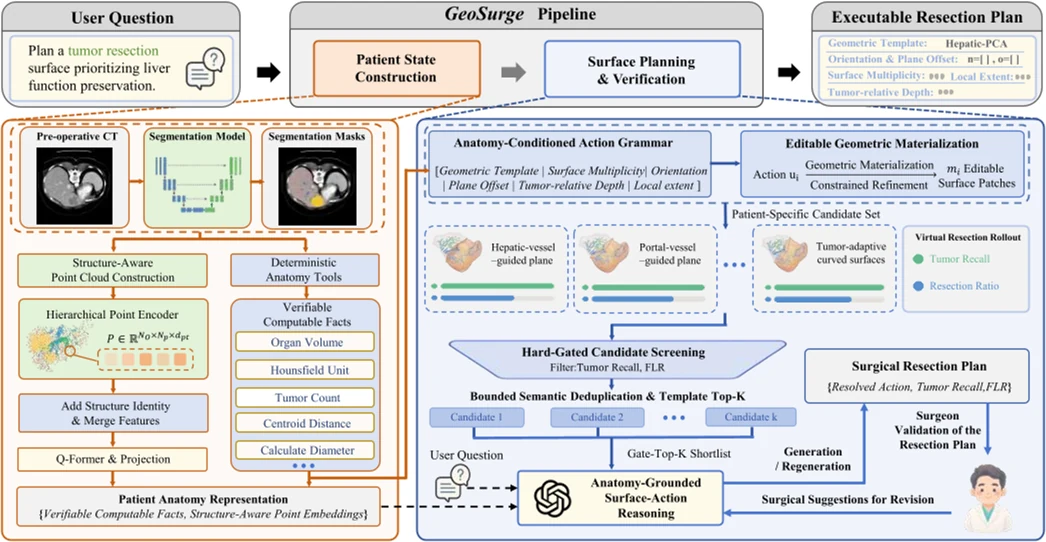 User Question
Plan a tumor resection
surface prioritizing liver
function preservation.
GeoSurge Pipeline
Patient State
Construction
Surface Planning
& Verification
Executable Resection Plan
Geometric Template: Hepatic-PCA
Orientation & Plane Offset: n=[ ] , o=[ ]
Surface Multiplicity: Local Extent:
Tumor-relative Depth:
Pre-operative CT
Segmentation Model
Segmentation Masks
Structure-Aware
Point Cloud Construction
Hierarchical Point Encoder
P ∈ ℝ^{N_O×N_p×d_{pt}}
Add Structure Identity
& Merge Features
Q-Former & Projection
Deterministic
Anatomy Tools
Verifiable
Computable Facts
Organ Volume
Hounsfield Unit
Tumor Count
Centroid Distance
Calculate Diameter
Patient Anatomy Representation
{Verifiable Computable Facts, Structure-Aware Point Embeddings}
Anatomy-Conditioned Action Grammar
[Geometric Template | Surface Multiplicity| Orientation
| Plane Offset | Tumor-relative Depth | Local extent ]
Editable Geometric Materialization
Action u_i
Geometric Materialization
Constrained Refinement
m_i Editable
Surface Patches
Patient-Specific Candidate Set
Hepatic-vessel
–guided plane
Portal-vessel
–guided plane
Tumor-adaptive
curved surfaces
Virtual Resection Rollout
Tumor Recall
Resection Ratio
Hard-Gated Candidate Screening
Filter:Tumor Recall, FLR
Bounded Semantic Deduplication & Template Top-K
Candidate 1
Candidate 2
Candidate k
Gate-Top-K Shortlist
User Question
Anatomy-Grounded
Surface-Action
Reasoning
Surgical Resection Plan
{Resolved Action, Tumor Recall,FLR}
Generation
/ Regeneration
Surgeon
Validation of the
Resection Plan
Surgical Suggestions for Revision